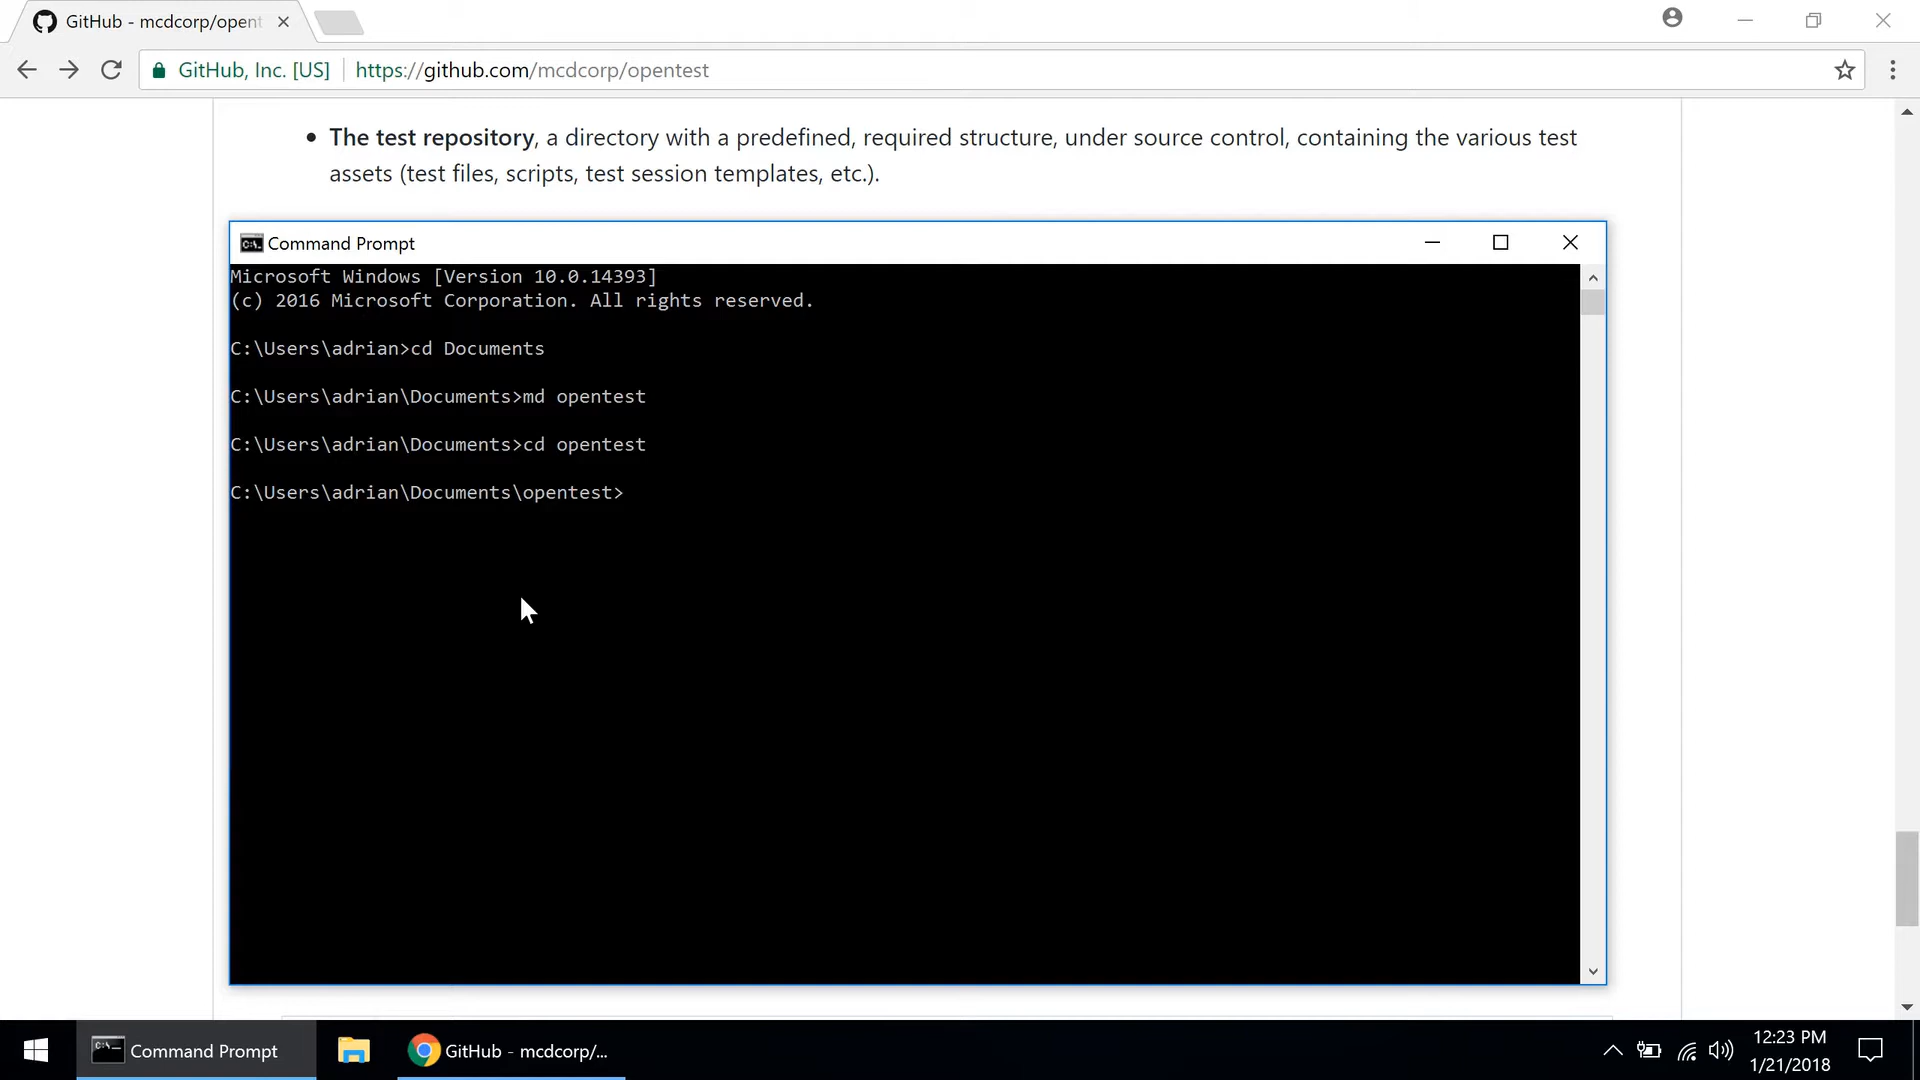 GitHub - mcdcorp/opent
GitHub, Inc. [US]
https://github.com/mcdcorp/opentest
The test repository, a directory with a predefined, required structure, under source control, containing the various test
assets (test files, scripts, test session templates, etc.).
Command Prompt
Microsoft Windows [Version 10.0.14393]
(c) 2016 Microsoft Corporation. All rights reserved.
C:\Users\adrian>cd Documents
C:\Users\adrian\Documents>md opentest
C:\Users\adrian\Documents>cd opentest
C:\Users\adrian\Documents\opentest>
Command Prompt
GitHub - mcdcorp/...
12:23 PM
1/21/2018